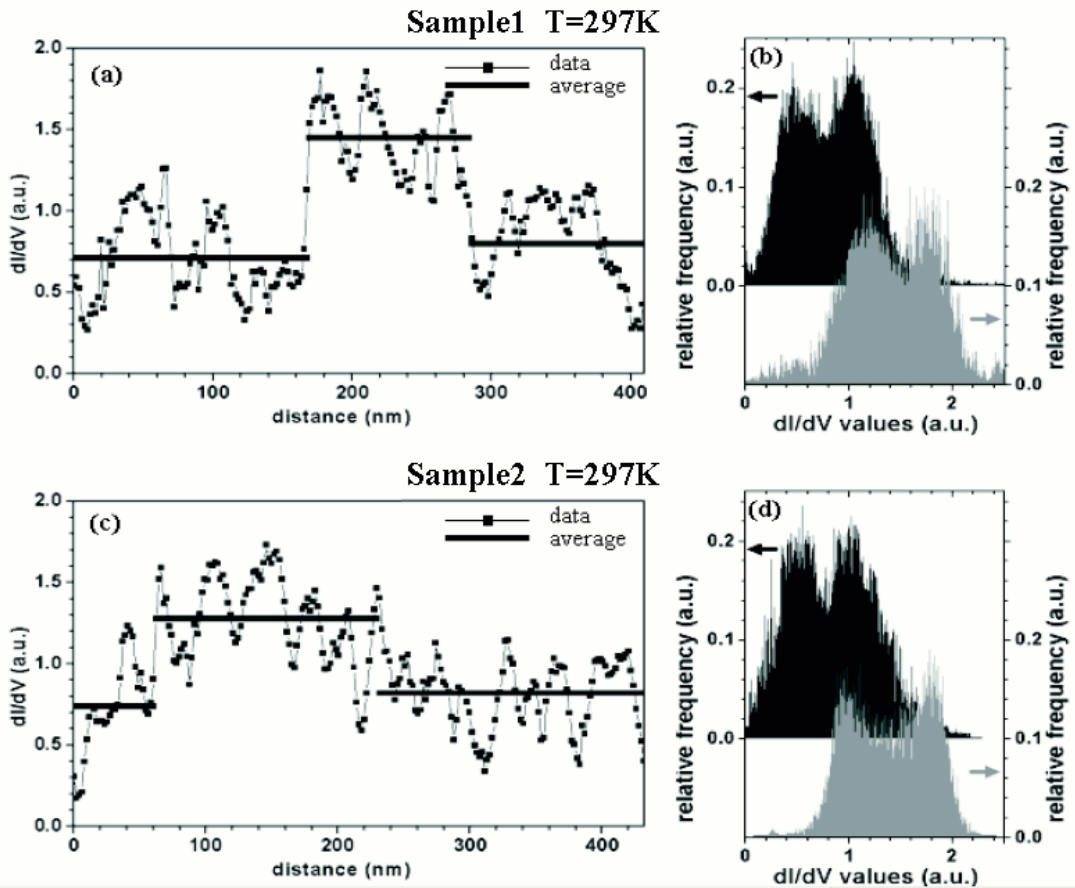 Sample1 T=297K
(a)
data
average
2.0
1.5
1.0
0.5
0.0
dI/dV (a.u.)
0
100
200
300
400
distance (nm)
(b)
0.2
0.1
0.0
relative frequency (a.u.)
0.2
0.1
0.0
relative frequency (a.u.)
0
1
2
dI/dV values (a.u.)
Sample2 T=297K
(c)
data
average
2.0
1.5
1.0
0.5
0.0
dI/dV (a.u.)
0
100
200
300
400
distance (nm)
(d)
0.2
0.1
0.0
relative frequency (a.u.)
0.2
0.1
0.0
relative frequency (a.u.)
0
1
2
dI/dV values (a.u.)